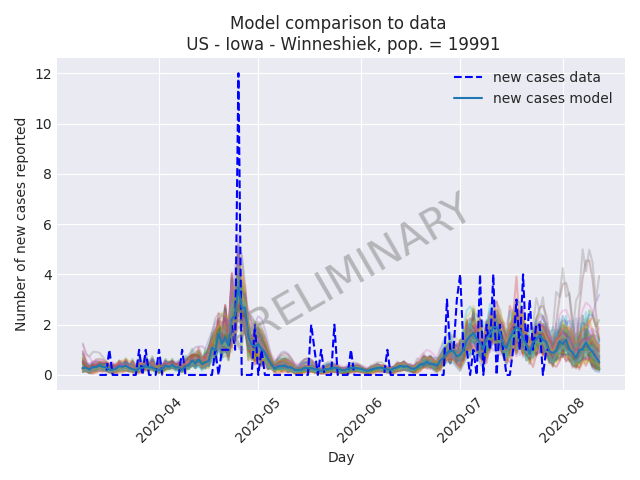 Model comparison to data
US - Iowa - Winneshiek, pop. = 19991
12
10
8
6
4
2
0
Number of new cases reported
new cases data
new cases model
PRELIMINARY
2020-04
2020-05
2020-06
2020-07
2020-08
Day